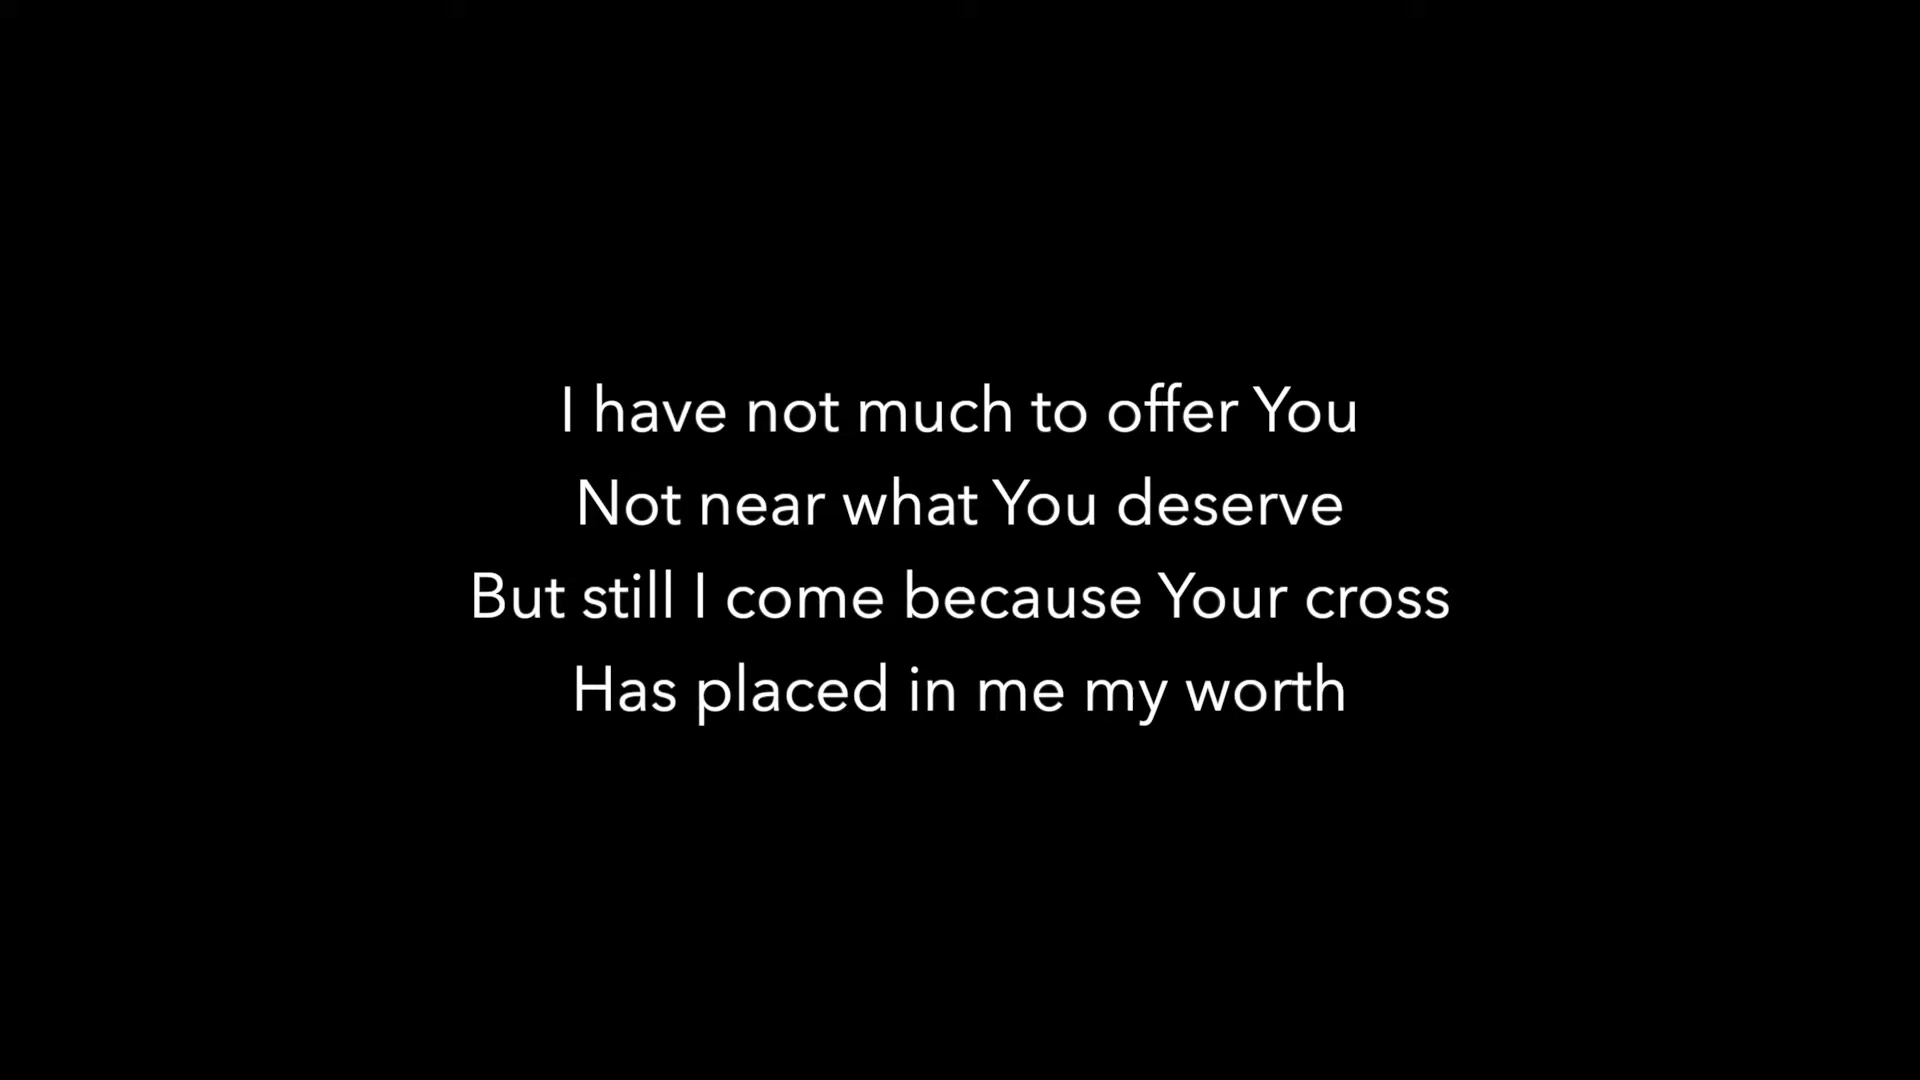 I have not much to offer You
Not near what You deserve
But still I come because Your cross
Has placed in me my worth